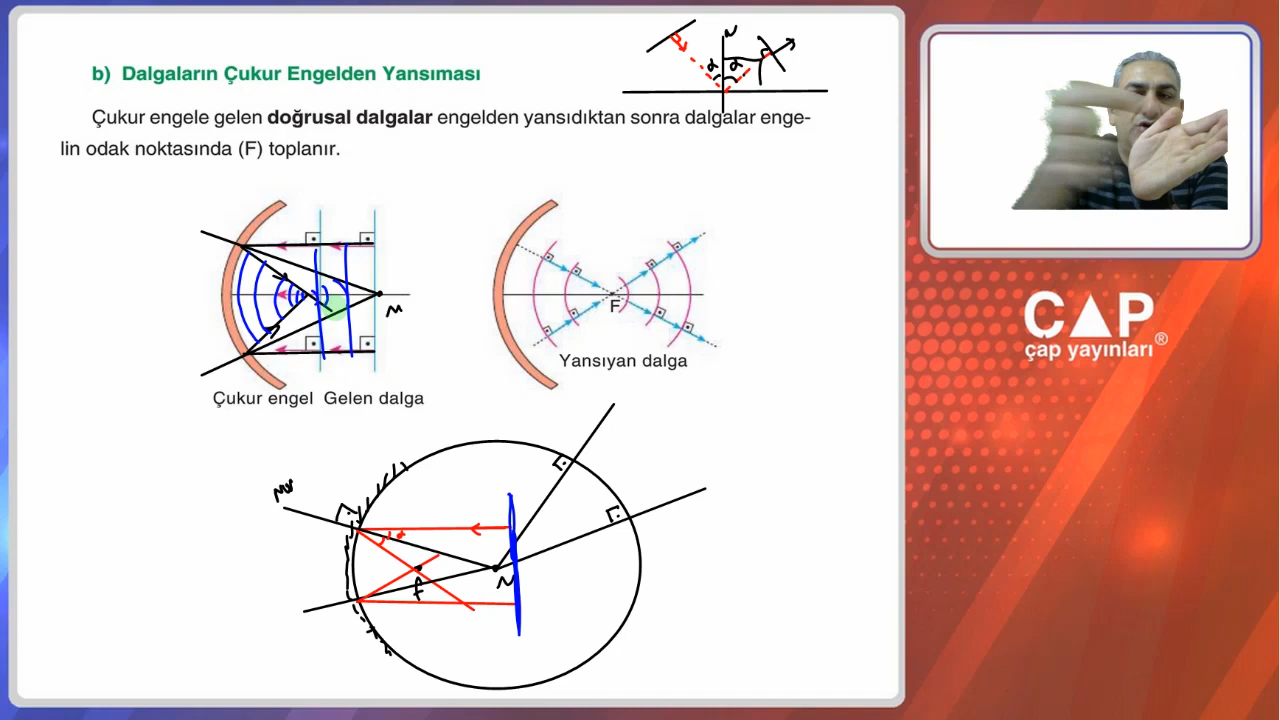 N
α α
b) Dalgaların Çukur Engelden Yansıması
Çukur engele gelen doğrusal dalgalar engelden yansıdıktan sonra dalgalar enge-
lin odak noktasında (F) toplanır.
M
F
Yansıyan dalga
Çukur engel Gelen dalga
ÇAP
çap yayınları®
N
α
F
M